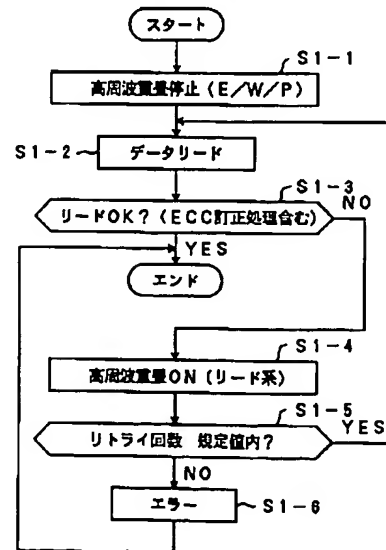 スタート
S1-1
高周波重畳停止(E/W/P)
S1-2
データリード
S1-3
リードOK?(ECC訂正処理含む)
NO
YES
エンド
S1-4
高周波重畳ON(リード系)
S1-5
リトライ回数 規定値内?
YES
NO
エラー
S1-6